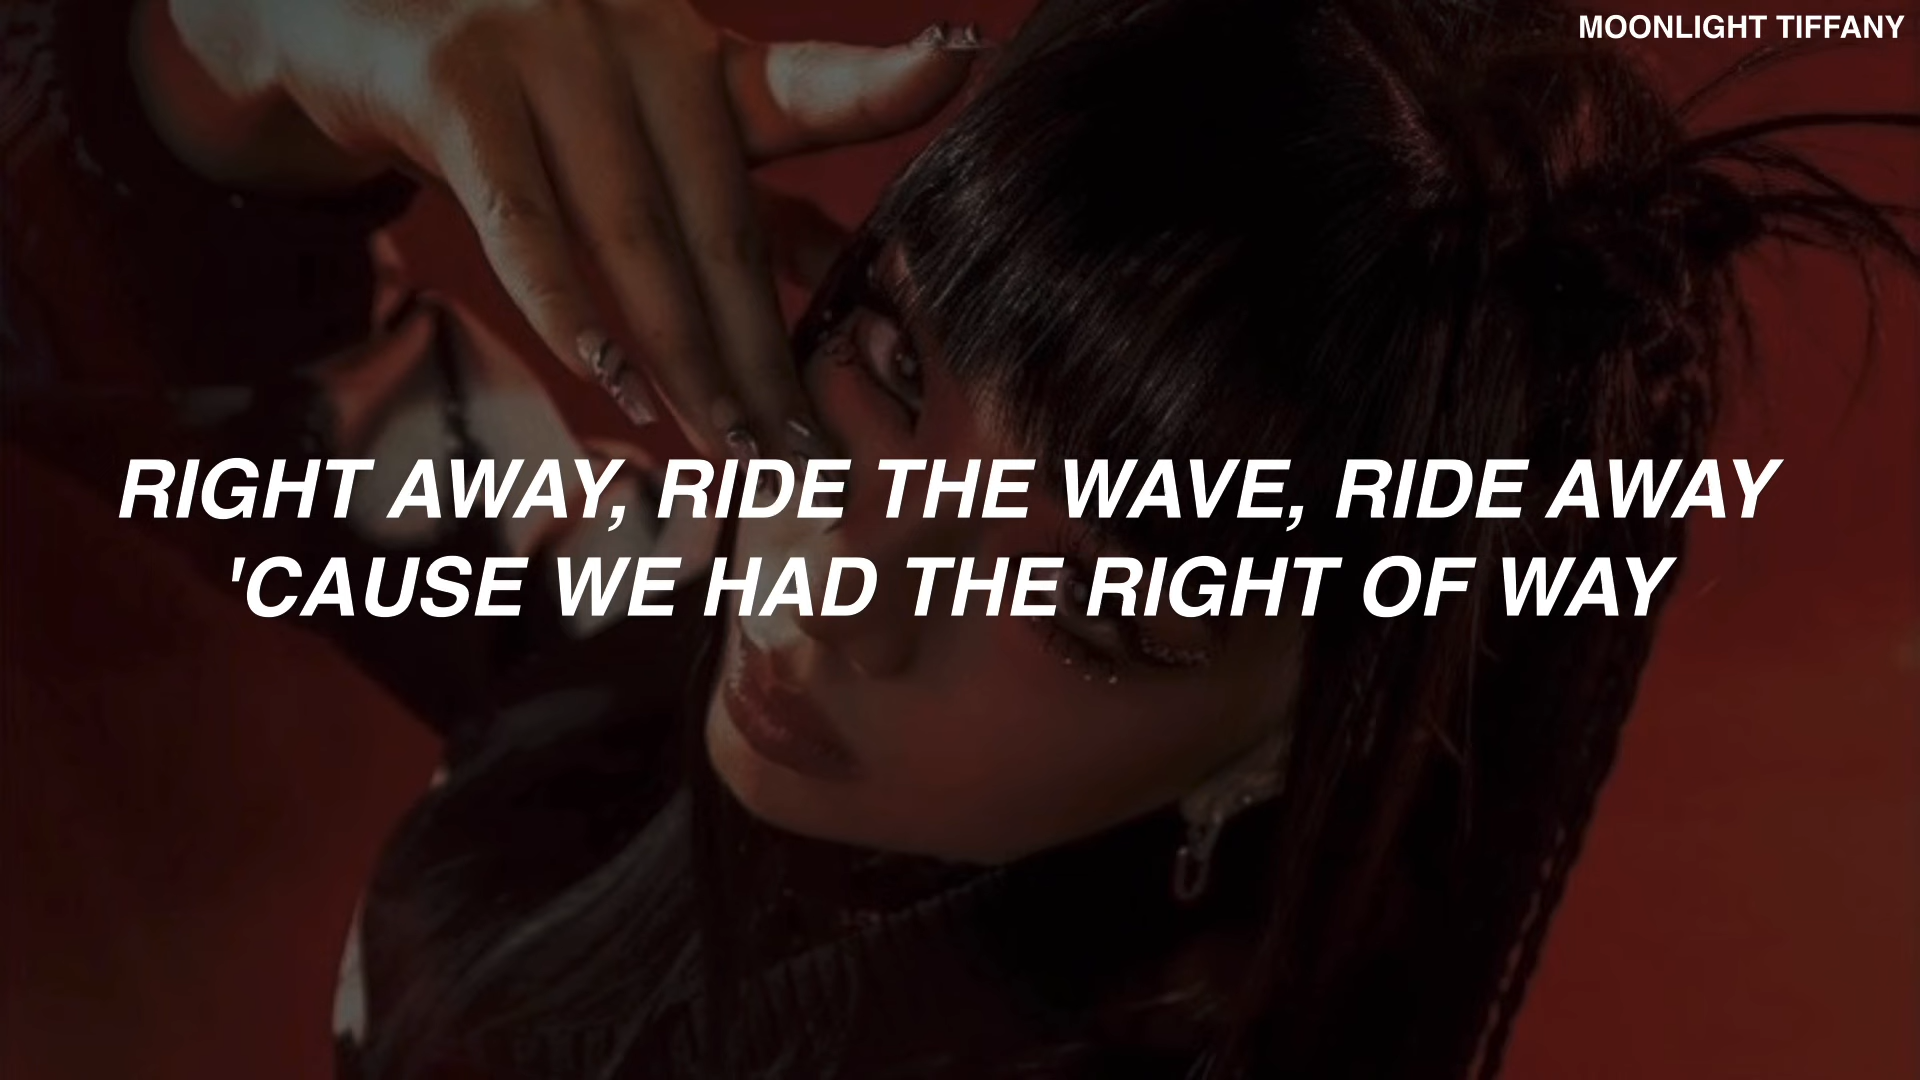 MOONLIGHT TIFFANY
RIGHT AWAY, RIDE THE WAVE, RIDE AWAY
'CAUSE WE HAD THE RIGHT OF WAY